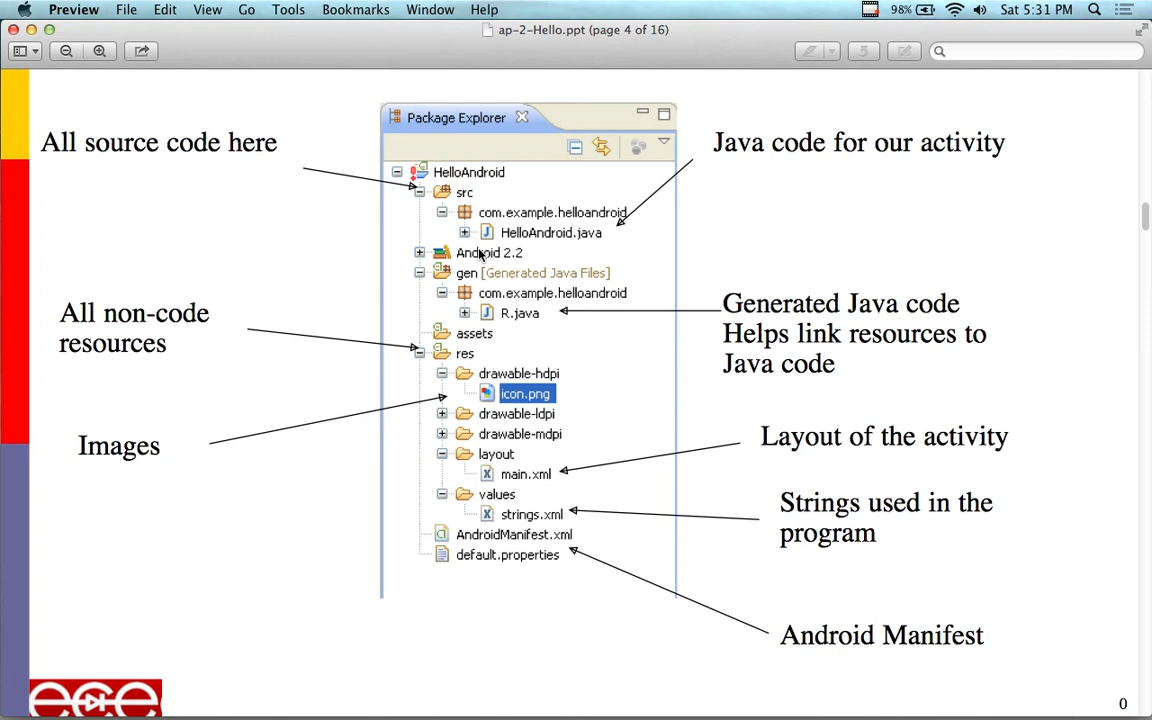 Preview File Edit View Go Tools Bookmarks Window Help 98% Sat 5:31 PM
ap-2-Hello.ppt (page 4 of 16)
Package Explorer
All source code here
Java code for our activity
HelloAndroid
src
com.example.helloandroid
HelloAndroid.java
Android 2.2
gen [Generated Java Files]
com.example.helloandroid
R.java
All non-code
resources
Generated Java code
Helps link resources to
Java code
assets
res
drawable-hdpi
icon.png
drawable-ldpi
drawable-mdpi
Images
Layout of the activity
layout
main.xml
values
strings.xml
Strings used in the
program
AndroidManifest.xml
default.properties
Android Manifest
ece
0